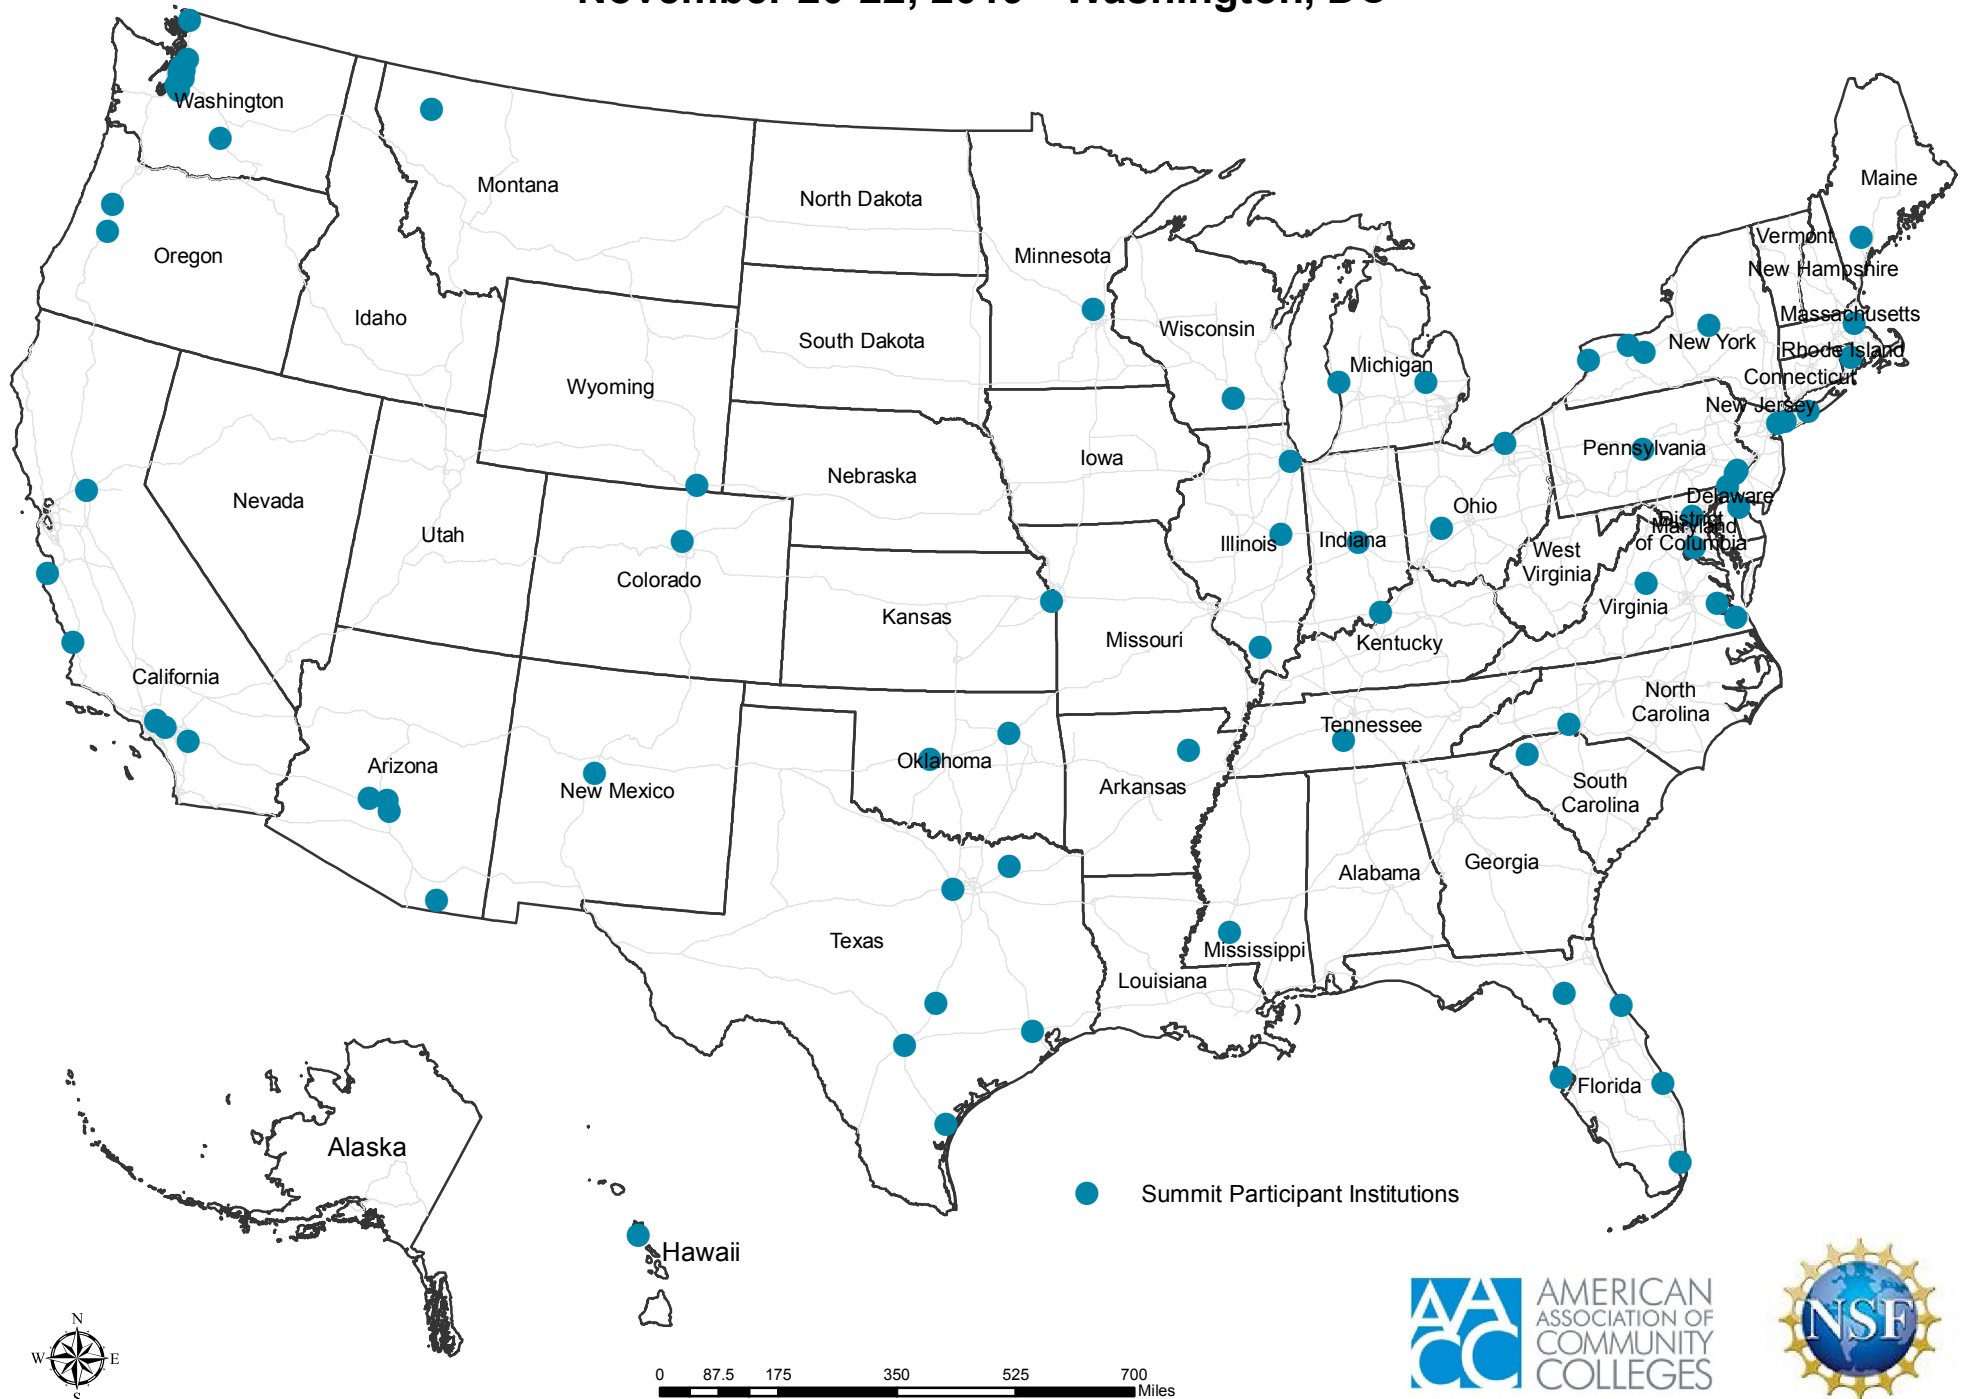 Washington
Montana
North Dakota
Minnesota
Maine
Oregon
Vermont
New Hampshire
Idaho
South Dakota
Wisconsin
Massachusetts
New York
Rhode Island
Michigan
Connecticut
Wyoming
New Jersey
Iowa
Pennsylvania
Nebraska
Nevada
Ohio
Delaware
Utah
Illinois
Indiana
District
of Columbia
Maryland
West
Virginia
Colorado
Kansas
Virginia
Missouri
Kentucky
California
North
Carolina
Tennessee
Arizona
Oklahoma
New Mexico
Arkansas
South
Carolina
Georgia
Alabama
Texas
Mississippi
Louisiana
Florida
Alaska
Summit Participant Institutions
Hawaii
N
W E
0 87.5 175 350 525 700
Miles
AACC
AMERICAN
ASSOCIATION OF
COMMUNITY
COLLEGES
NSF